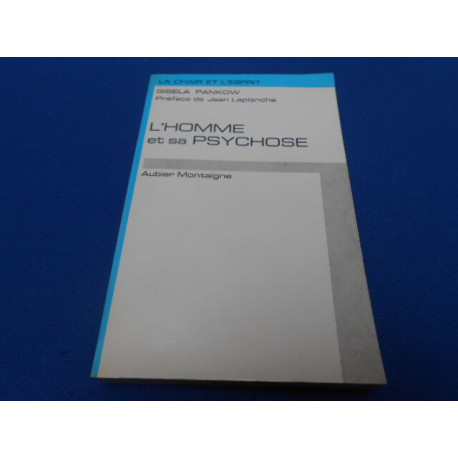 LA CHAIR ET L'ESPRIT
GISELA PANKOW
Préface de Jean Laplanche
L'HOMME
et sa PSYCHOSE
Aubier Montaigne